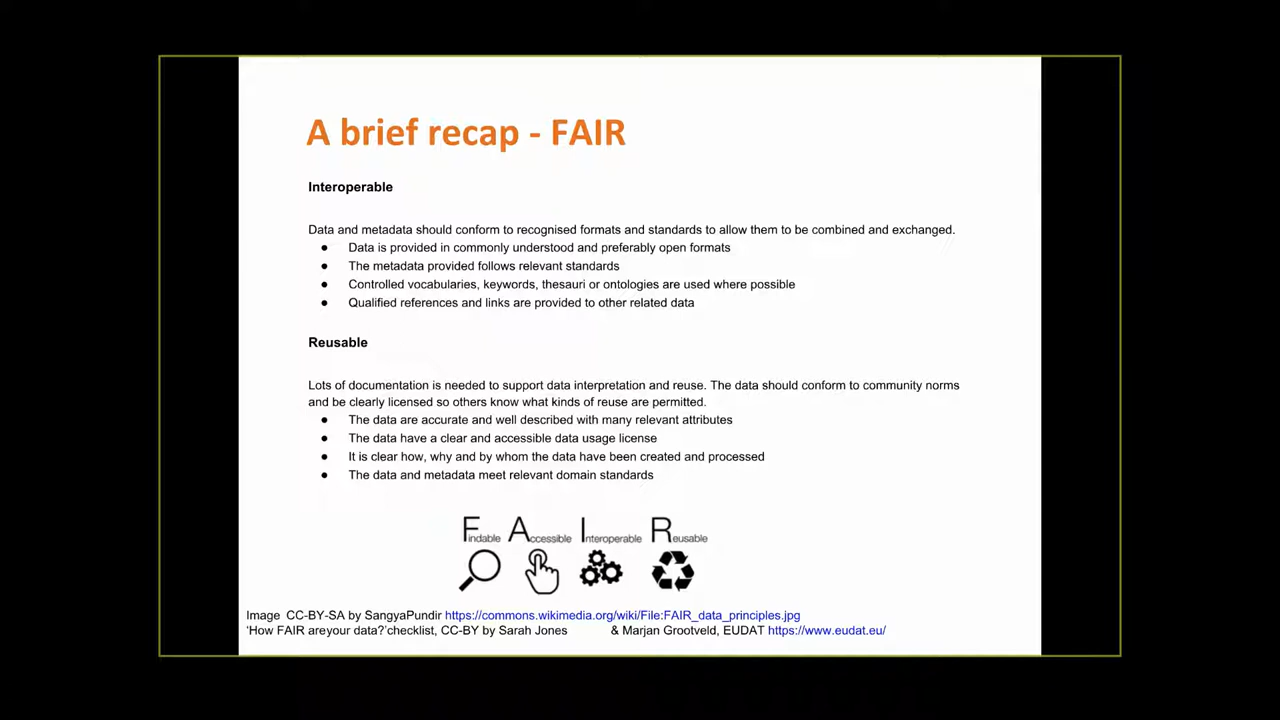 A brief recap - FAIR
Interoperable
Data and metadata should conform to recognised formats and standards to allow them to be combined and exchanged.
● Data is provided in commonly understood and preferably open formats
● The metadata provided follows relevant standards
● Controlled vocabularies, keywords, thesauri or ontologies are used where possible
● Qualified references and links are provided to other related data
Reusable
Lots of documentation is needed to support data interpretation and reuse. The data should conform to community norms
and be clearly licensed so others know what kinds of reuse are permitted.
● The data are accurate and well described with many relevant attributes
● The data have a clear and accessible data usage license
● It is clear how, why and by whom the data have been created and processed
● The data and metadata meet relevant domain standards
Findable Accessible Interoperable Reusable
Image CC-BY-SA by SangyaPundir https://commons.wikimedia.org/wiki/File:FAIR_data_principles.jpg
‘How FAIR areyour data?’checklist, CC-BY by Sarah Jones & Marjan Grootveld, EUDAT https://www.eudat.eu/